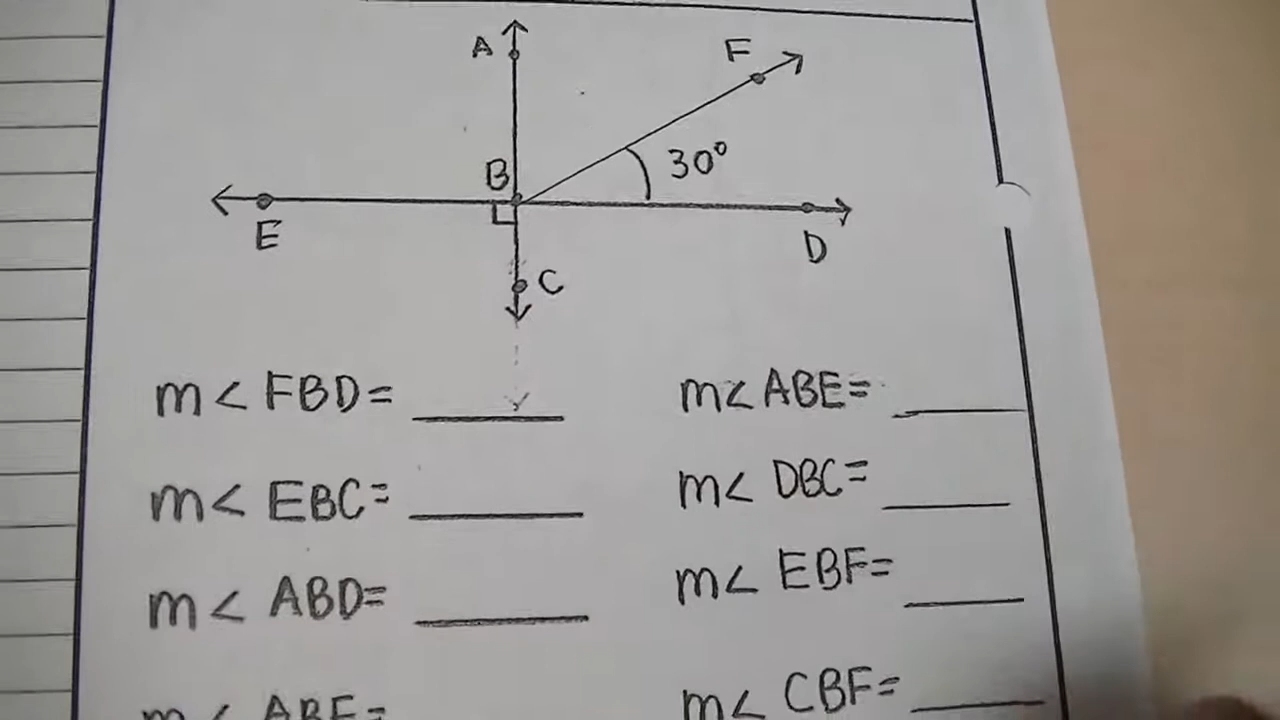 A
F
B
30°
E
D
C
m< FBD= ______
m< ABE= ______
m< EBC= ______
m< DBC= ______
m< ABD= ______
m< EBF= ______
m< CBF= ______